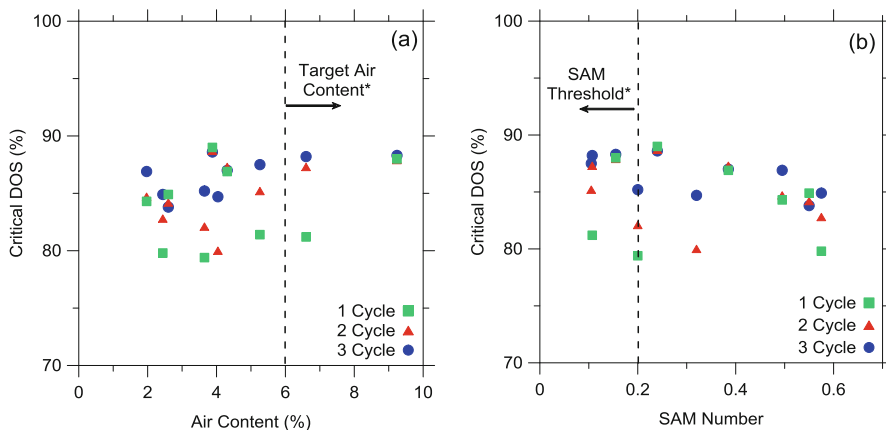 (a)
Target Air
Content*
Critical DOS (%)
100
90
80
70
1 Cycle
2 Cycle
3 Cycle
0 2 4 6 8 10
Air Content (%)
(b)
SAM
Threshold*
Critical DOS (%)
100
90
80
70
1 Cycle
2 Cycle
3 Cycle
0 0.2 0.4 0.6
SAM Number